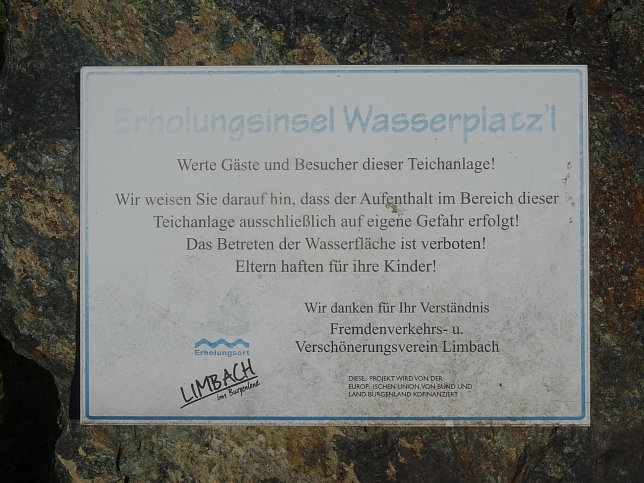 Erholungsinsel Wasserplatz'l
Werte Gäste und Besucher dieser Teichanlage!
Wir weisen Sie darauf hin, dass der Aufenthalt im Bereich dieser
Teichanlage ausschließlich auf eigene Gefahr erfolgt!
Das Betreten der Wasserfläche ist verboten!
Eltern haften für ihre Kinder!
Wir danken für Ihr Verständnis
Fremdenverkehrs- u.
Verschönerungsverein Limbach
Erholungsort
LIMBACH
im Burgenland
DIESE. PROJEKT WIRD VON DER
EUROP. ISCHEN UNION, VON BUND UND
LAND BURGENLAND KOFINANZIERT